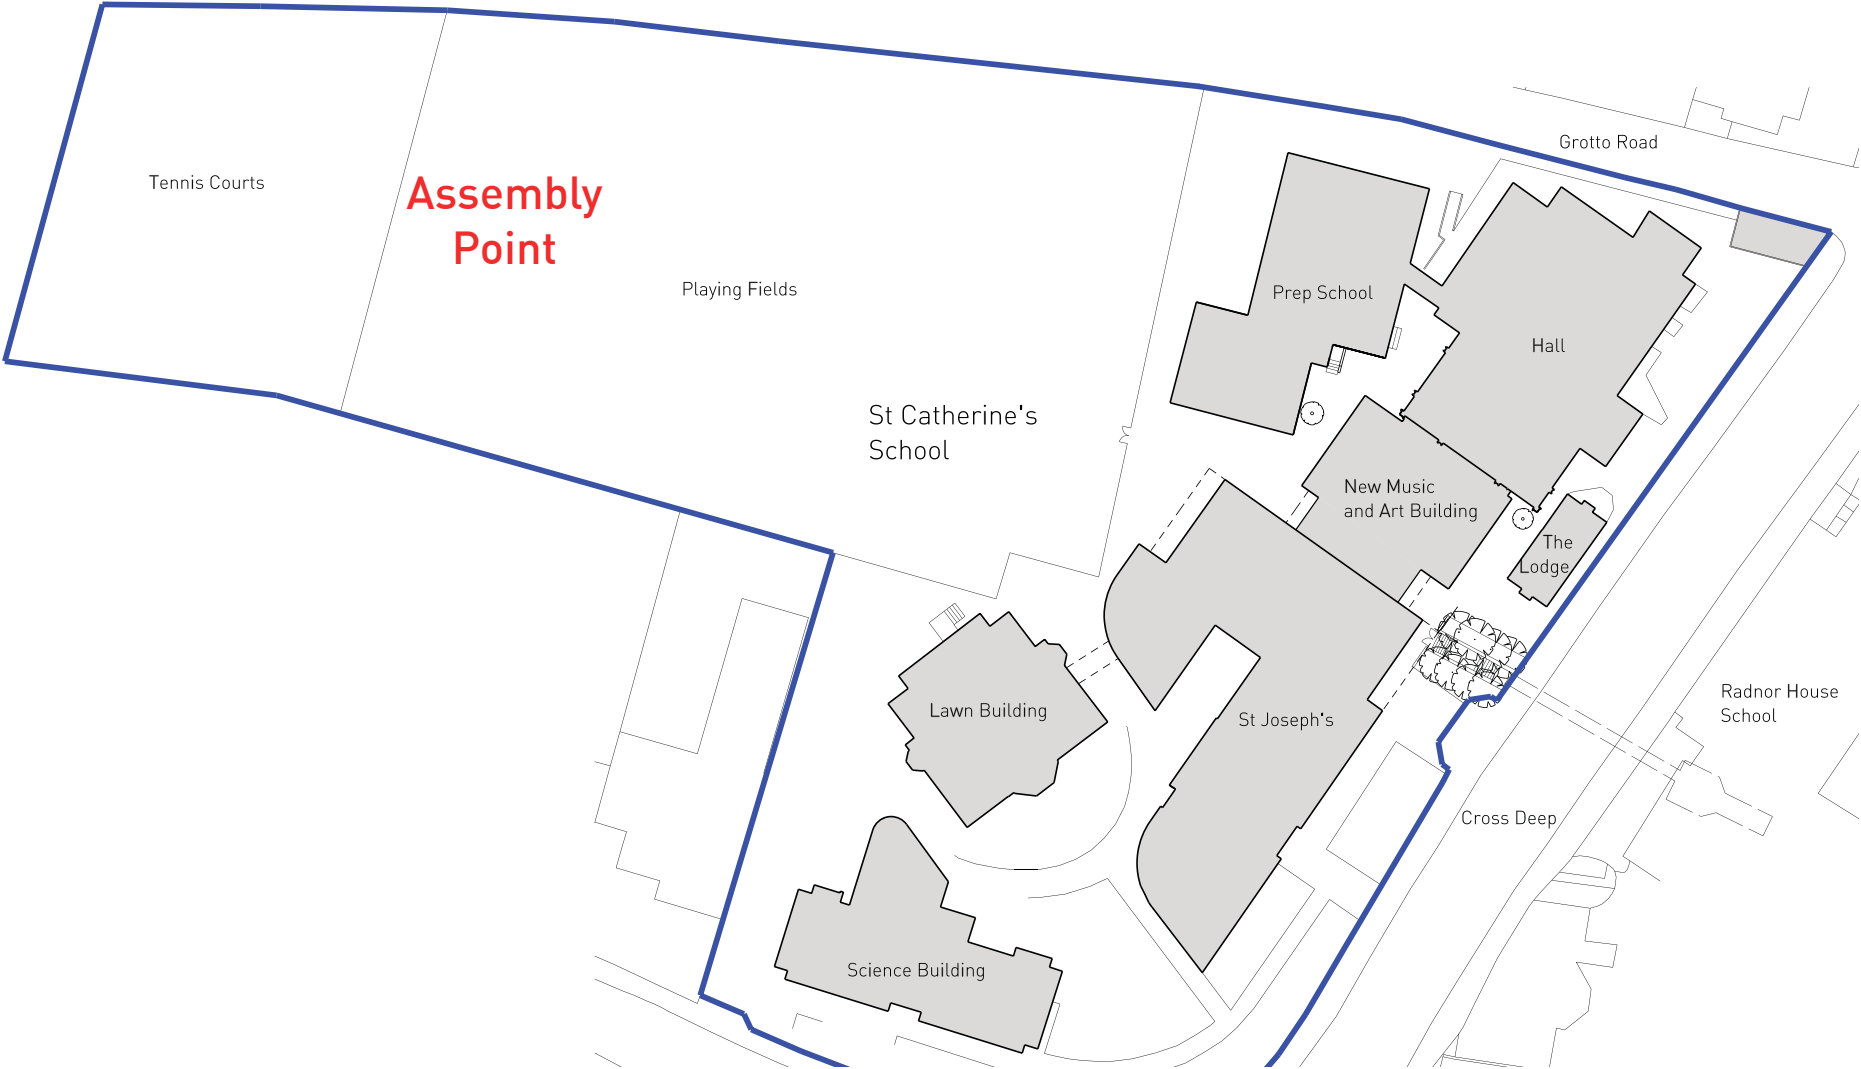 Grotto Road
Tennis Courts
Assembly
Point
Playing Fields
Prep School
Hall
St Catherine's
School
New Music
and Art Building
The
Lodge
Radnor House
School
Lawn Building
St Joseph's
Cross Deep
Science Building